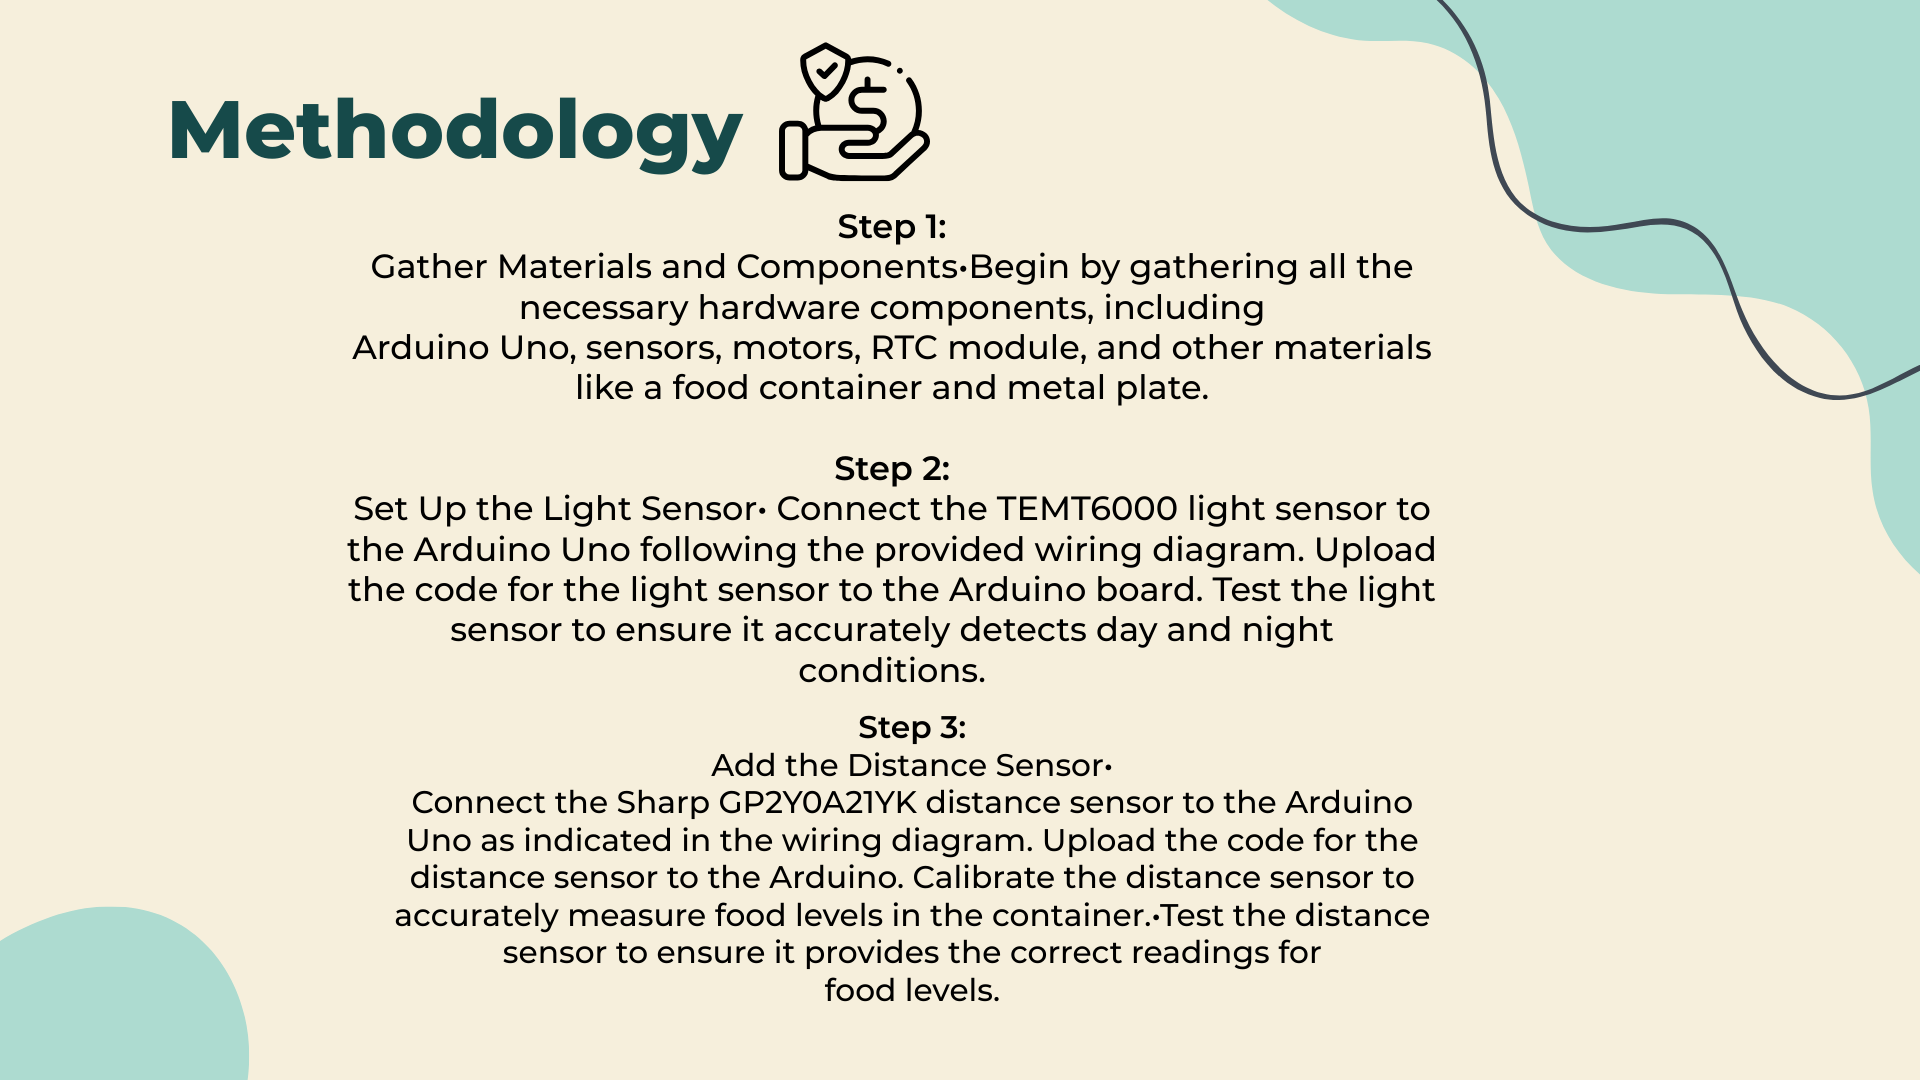 Methodology
Step 1:
Gather Materials and Components•Begin by gathering all the
necessary hardware components, including
Arduino Uno, sensors, motors, RTC module, and other materials
like a food container and metal plate.
Step 2:
Set Up the Light Sensor• Connect the TEMT6000 light sensor to
the Arduino Uno following the provided wiring diagram. Upload
the code for the light sensor to the Arduino board. Test the light
sensor to ensure it accurately detects day and night
conditions.
Step 3:
Add the Distance Sensor•
Connect the Sharp GP2Y0A21YK distance sensor to the Arduino
Uno as indicated in the wiring diagram. Upload the code for the
distance sensor to the Arduino. Calibrate the distance sensor to
accurately measure food levels in the container.•Test the distance
sensor to ensure it provides the correct readings for
food levels.